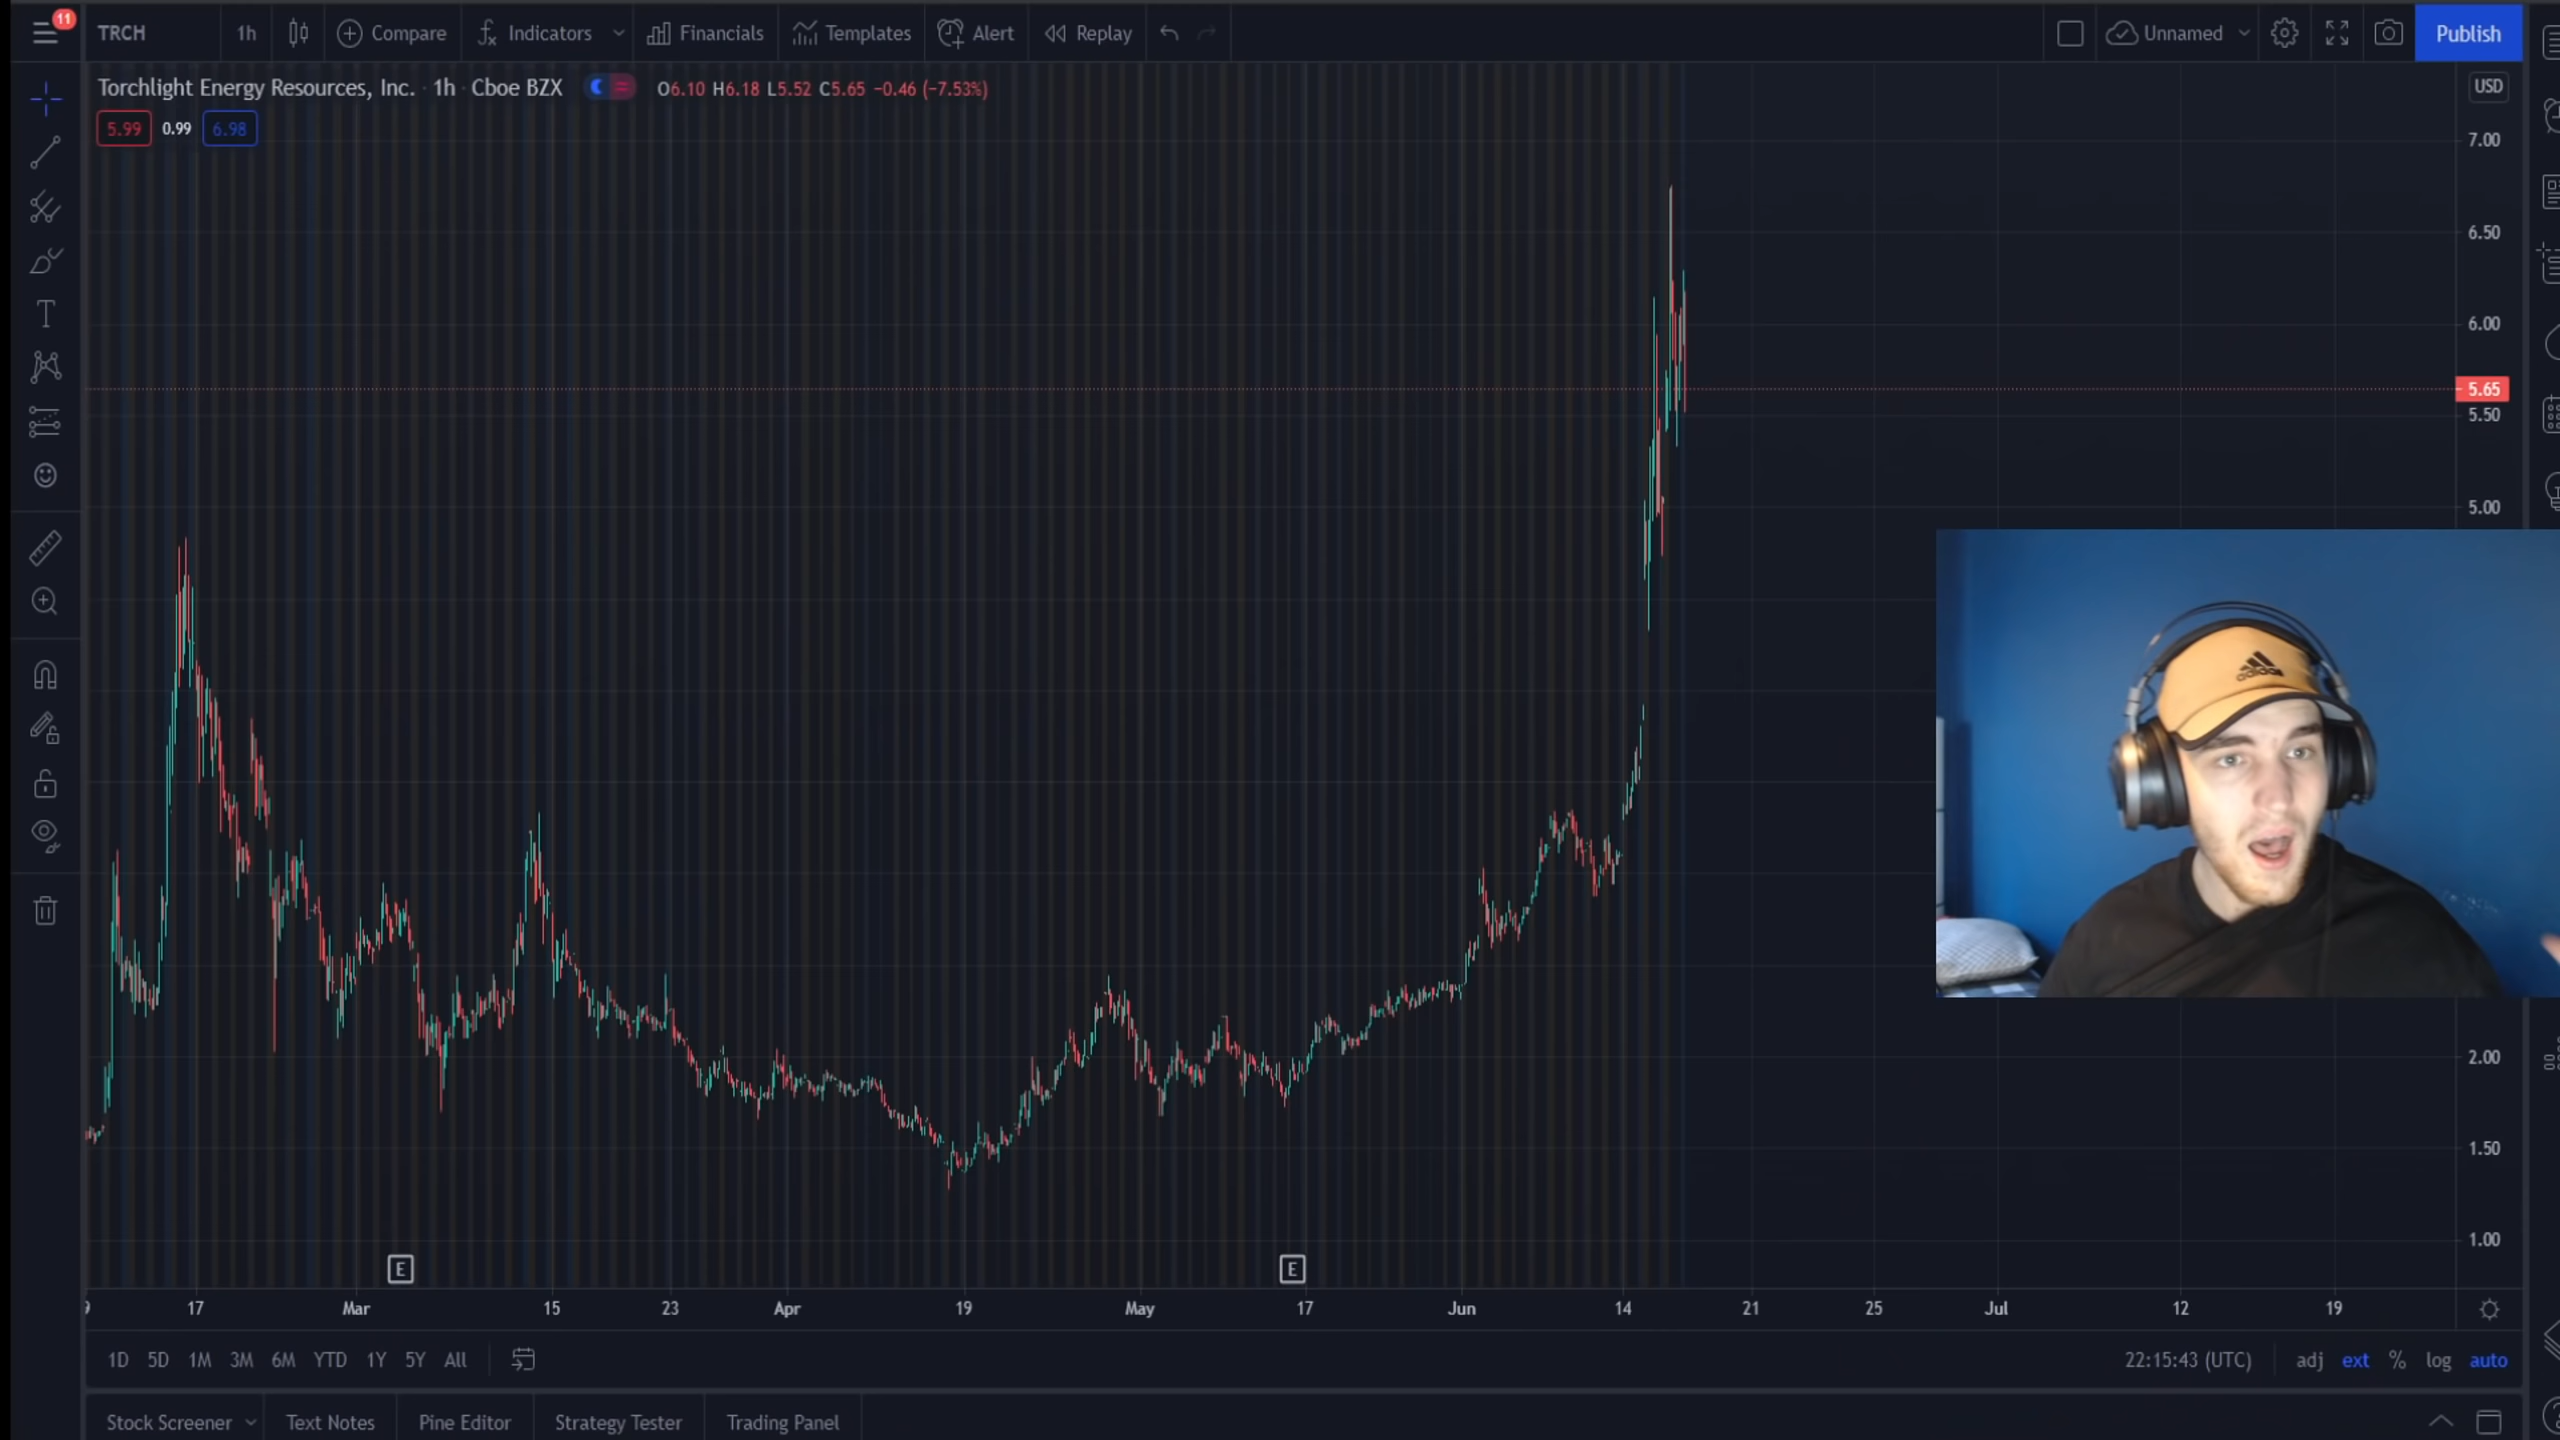 11
TRCH 1h Compare Indicators Financials Templates Alert Replay Unnamed Publish
Torchlight Energy Resources, Inc. · 1h · Cboe BZX O6.10 H6.18 L5.52 C5.65 −0.46 (−7.53%)
USD
5.99 0.99 6.98
7.00
6.50
6.00
5.65
5.50
5.00
adidas
2.00
1.50
1.00
E E
17 Mar 15 23 Apr 19 May 17 Jun 14 21 25 Jul 12 19
1D 5D 1M 3M 6M YTD 1Y 5Y All 22:15:43 (UTC) adj ext % log auto
Stock Screener Text Notes Pine Editor Strategy Tester Trading Panel